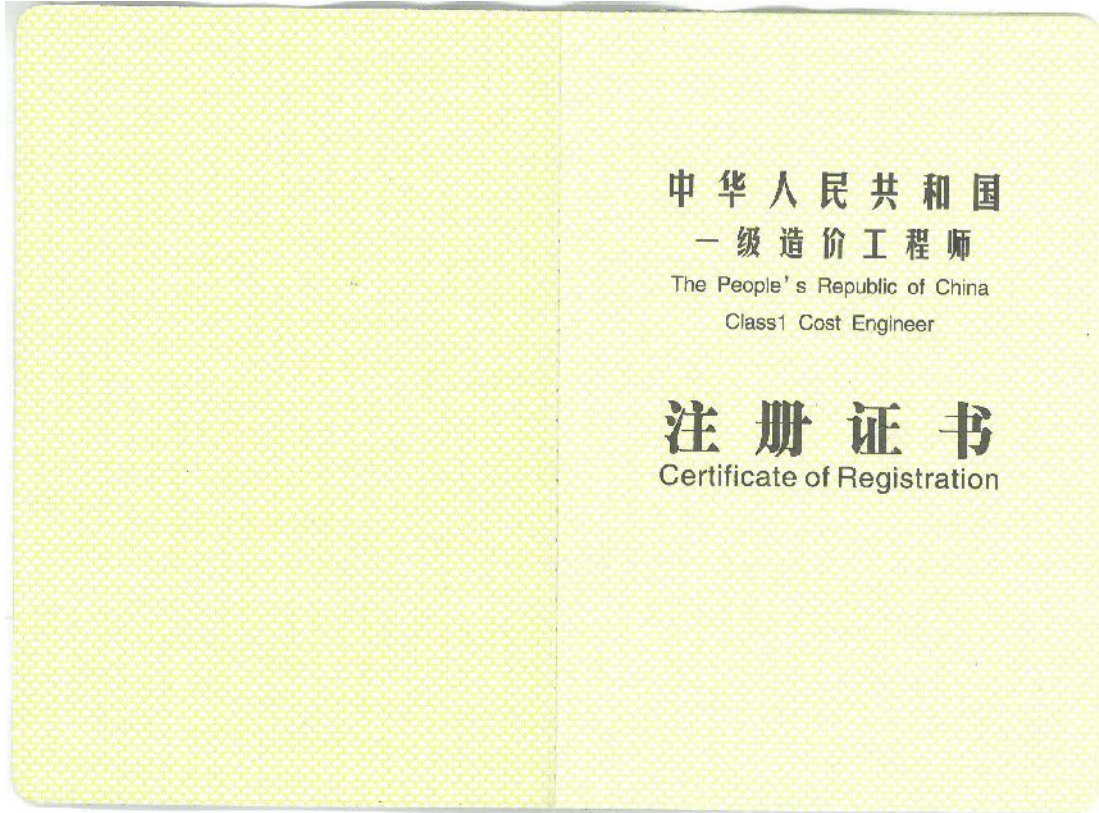 中华人民共和国
一级造价工程师
The People's Republic of China
Class1 Cost Engineer
注册证书
Certificate of Registration